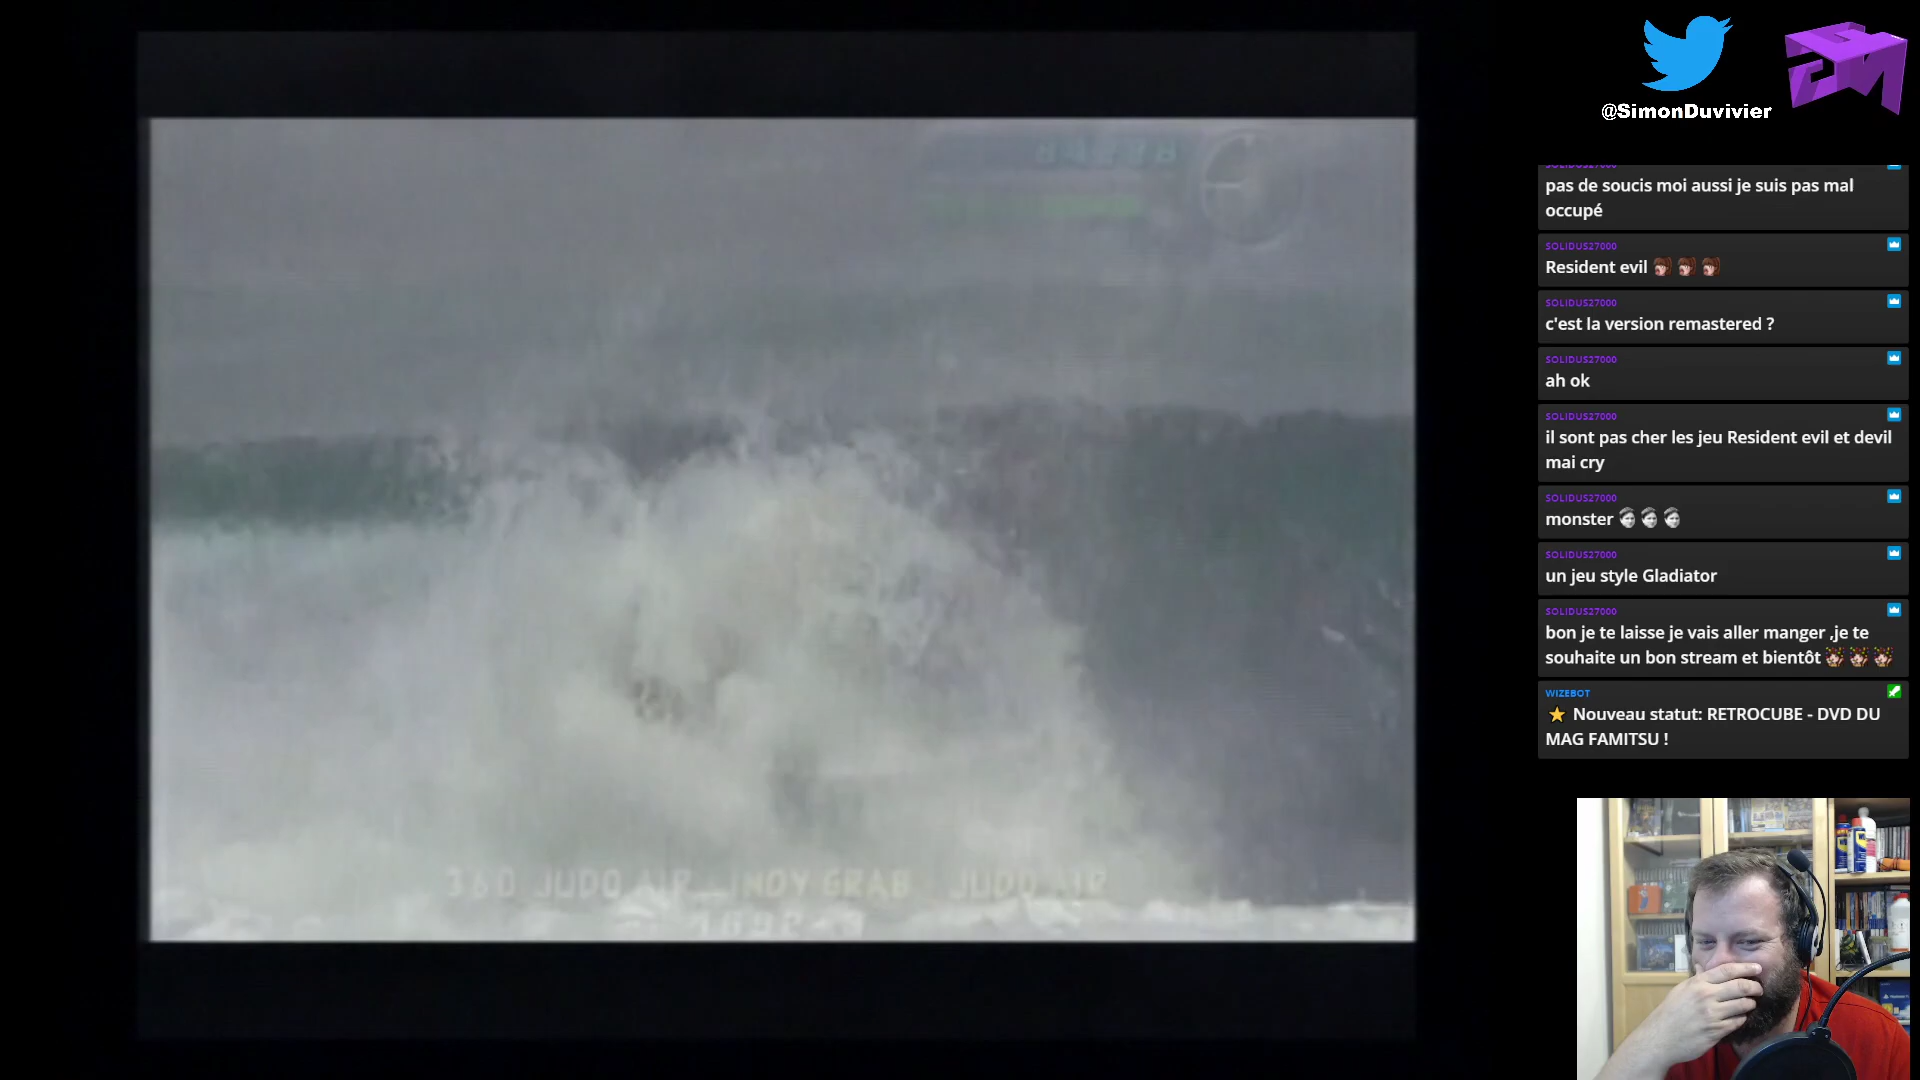 @SimonDuvivier
SOLIDUS27000
pas de soucis moi aussi je suis pas mal
occupé
SOLIDUS27000
Resident evil
SOLIDUS27000
c'est la version remastered ?
SOLIDUS27000
ah ok
SOLIDUS27000
il sont pas cher les jeu Resident evil et devil
mai cry
SOLIDUS27000
monster
SOLIDUS27000
un jeu style Gladiator
SOLIDUS27000
bon je te laisse je vais aller manger ,je te
souhaite un bon stream et bientôt
WIZEBOT
Nouveau statut: RETROCUBE - DVD DU
MAG FAMITSU !
360 JUDO AIR INDY GRAB JUDO AIR